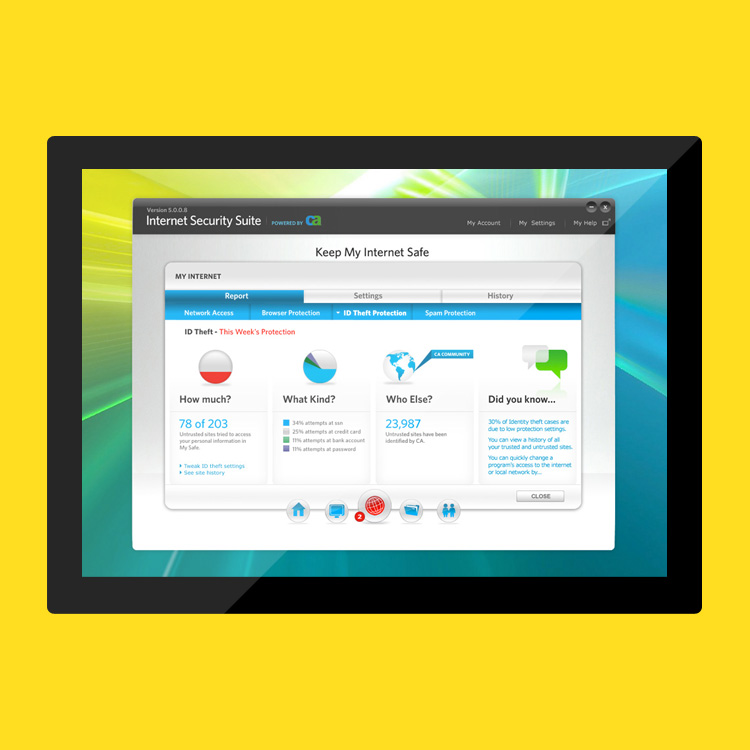 Version 5.0.0.8
Internet Security Suite POWERED BY ca
My Account My Settings My Help
Keep My Internet Safe
MY INTERNET
Report Settings History
Network Access Browser Protection ID Theft Protection Spam Protection
ID Theft - This Week's Protection
CA COMMUNITY
How much? What Kind? Who Else? Did you know...
78 of 203
Untrusted sites tried to access
your personal information in
My Safe.
Tweak ID theft settings
See site history
34% attempts at ssn
25% attempts at credit card
11% attempts at bank account
11% attempts at password
23,987
Untrusted sites have been
identified by CA.
30% of Identity theft cases are
due to low protection settings.
You can view a history of all
your trusted and untrusted sites.
You can quickly change a
program's access to the internet
or local network by...
CLOSE
2